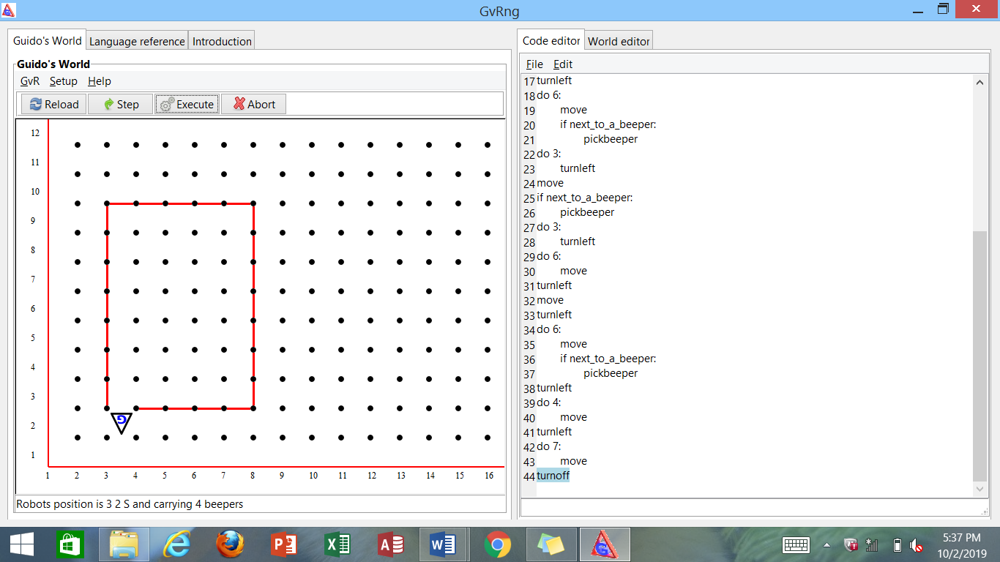 GvRng
Guido's World Language reference Introduction
Guido's World
GvR Setup Help
Reload Step Execute Abort
12
11
10
9
8
7
6
5
4
3
2
1
G
1 2 3 4 5 6 7 8 9 10 11 12 13 14 15 16
Robots position is 3 2 S and carrying 4 beepers
Code editor World editor
File Edit
17 turnleft
18 do 6:
19 move
20 if next_to_a_beeper:
21 pickbeeper
22 do 3:
23 turnleft
24 move
25 if next_to_a_beeper:
26 pickbeeper
27 do 3:
28 turnleft
29 do 6:
30 move
31 turnleft
32 move
33 turnleft
34 do 6:
35 move
36 if next_to_a_beeper:
37 pickbeeper
38 turnleft
39 do 4:
40 move
41 turnleft
42 do 7:
43 move
44 turnoff
5:37 PM
10/2/2019